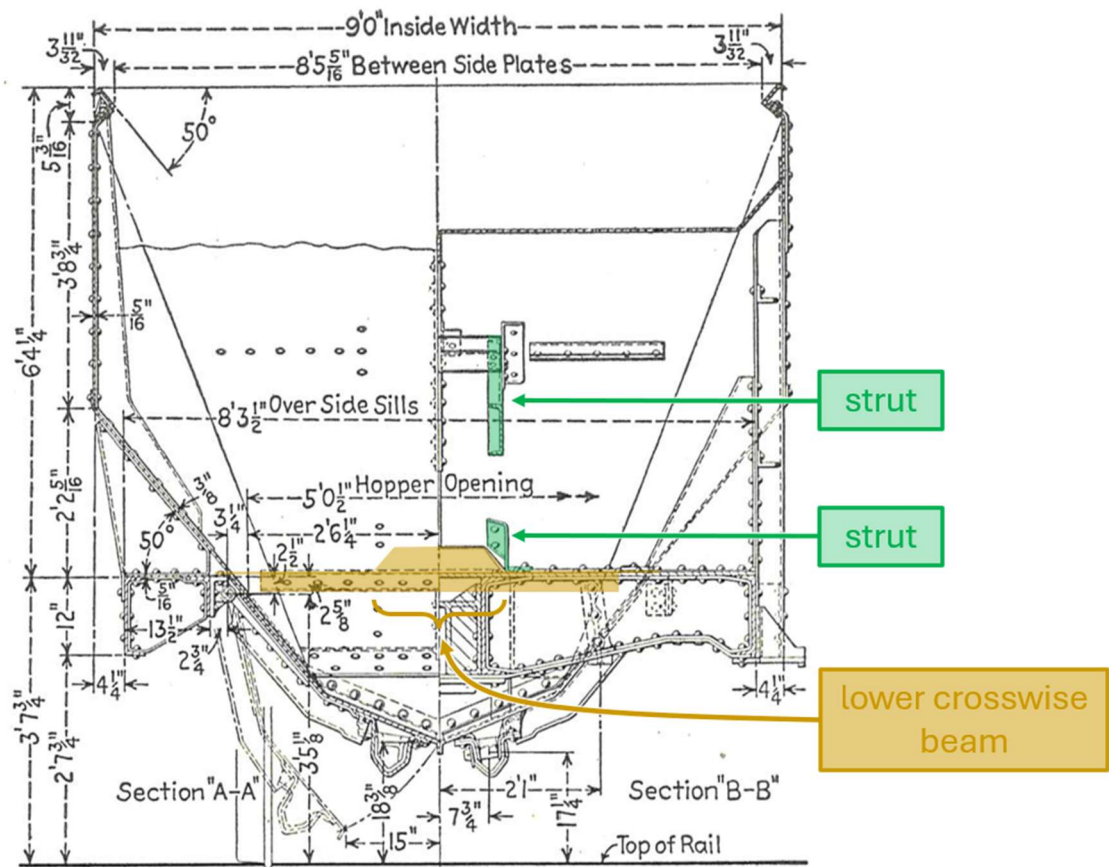 9'0" Inside Width
3 11/32"
8'5 5/16" Between Side Plates
3 11/32"
50°
5 3/16"
3'8 3/4"
6'4 1/4"
5/16"
8'3 1/2" Over Side Sills
strut
2'2 5/16"
3/8"
5'0 1/2" Hopper Opening
3 1/4"
2'6 1/4"
50°
strut
2 1/2"
5/16"
2 5/8"
12"
13 1/2"
2 3/4"
4 1/4"
4 1/4"
lower crosswise
beam
3'7 3/4"
2'7 3/4"
3'5 1/8"
Section "A-A"
18 3/8"
2'1"
Section "B-B"
7 3/4"
17 1/4"
15"
Top of Rail